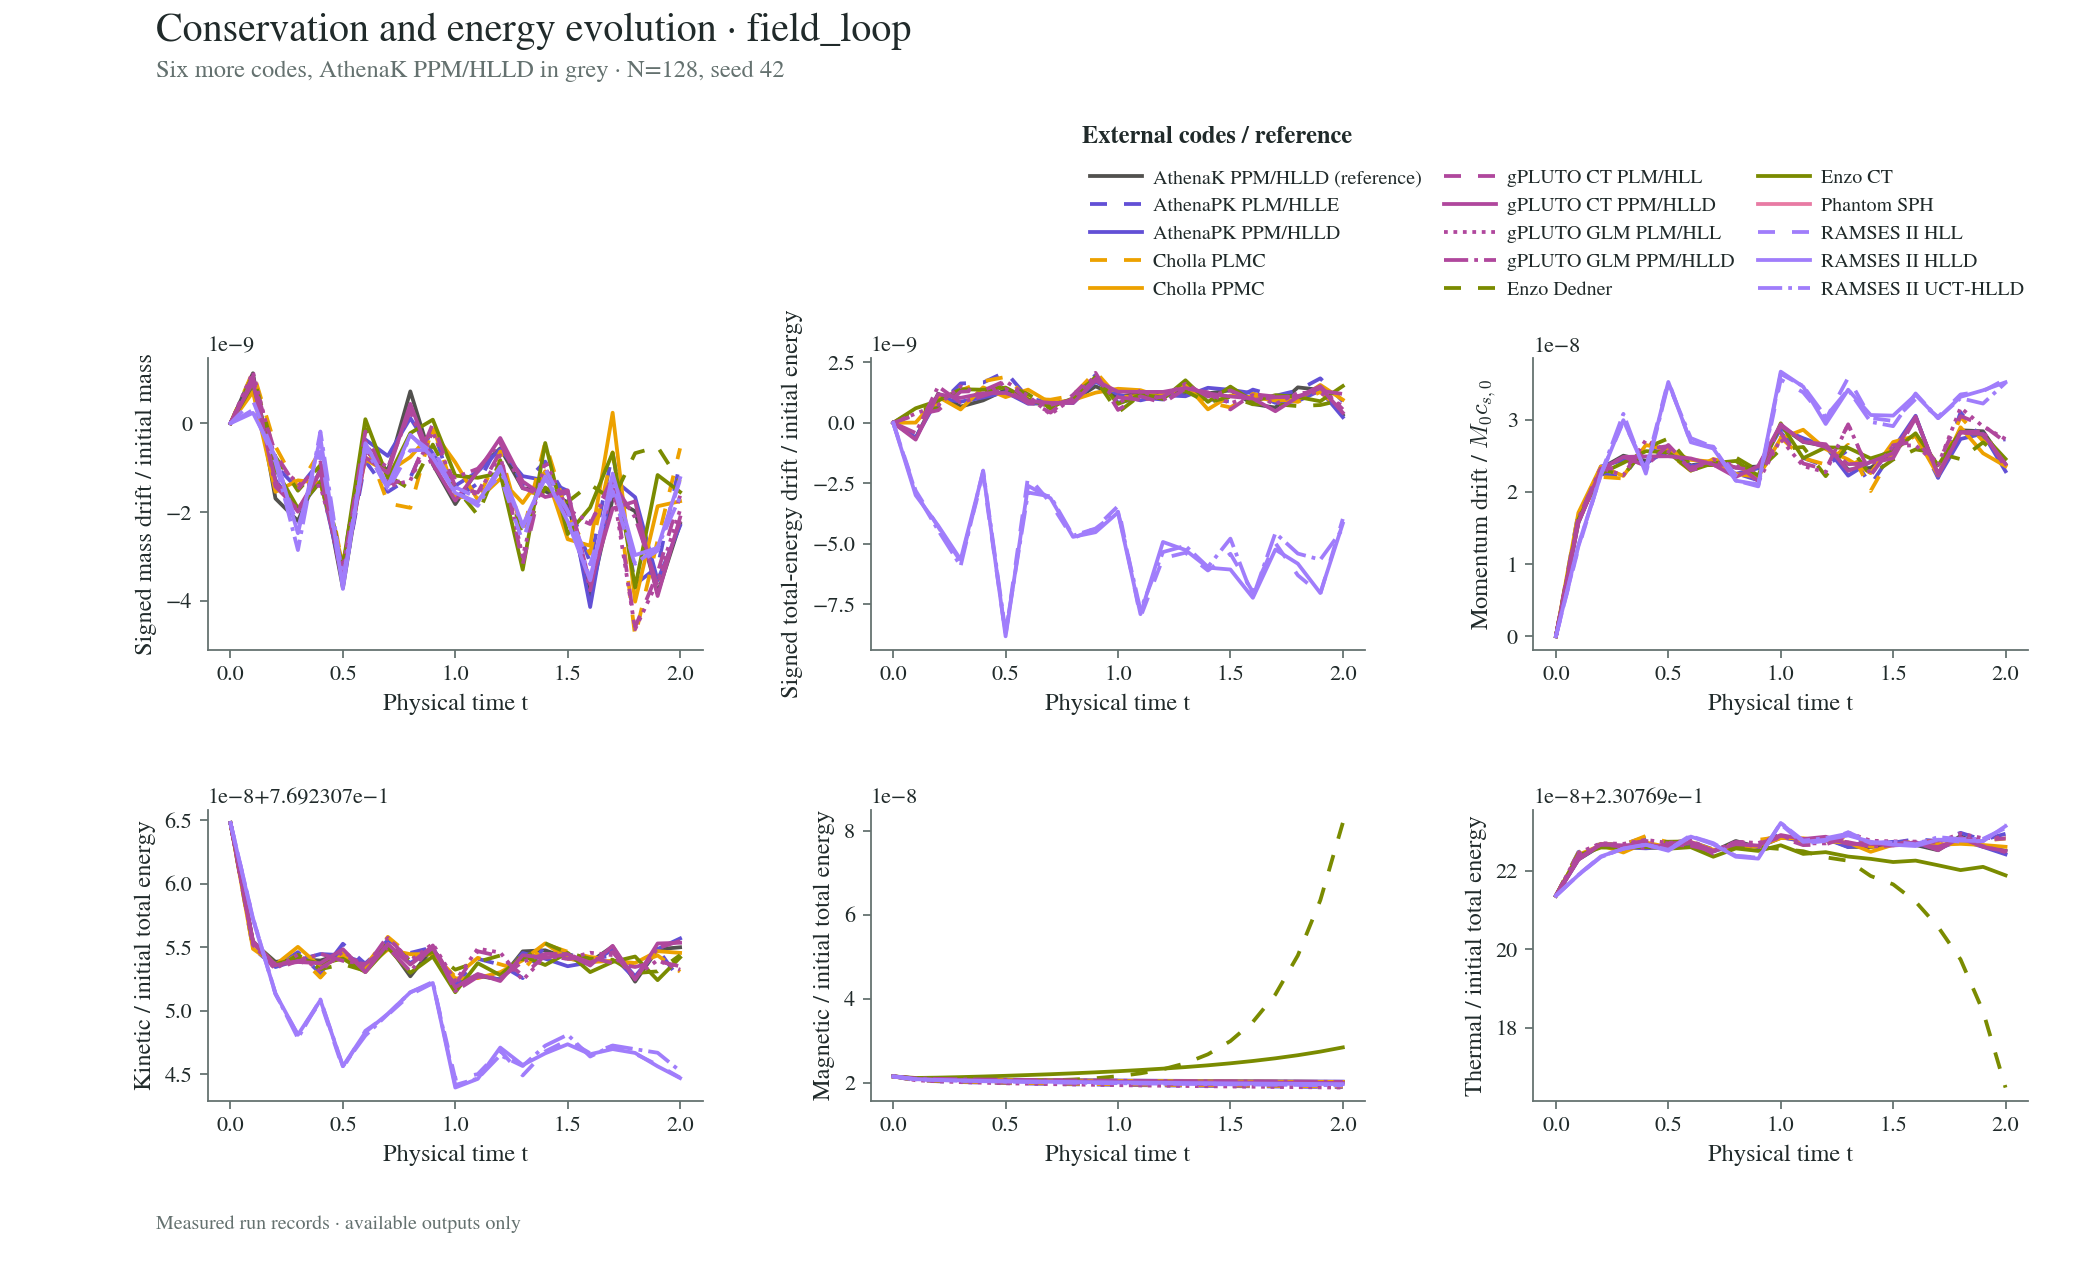 Conservation and energy evolution · field_loop
Six more codes, AthenaK PPM/HLLD in grey · N=128, seed 42
External codes / reference
AthenaK PPM/HLLD (reference)
AthenaPK PLM/HLLE
AthenaPK PPM/HLLD
Cholla PLMC
Cholla PPMC
gPLUTO CT PLM/HLL
gPLUTO CT PPM/HLLD
gPLUTO GLM PLM/HLL
gPLUTO GLM PPM/HLLD
Enzo Dedner
Enzo CT
Phantom SPH
RAMSES II HLL
RAMSES II HLLD
RAMSES II UCT-HLLD
1e−9
Signed mass drift / initial mass
0
−2
−4
0.0 0.5 1.0 1.5 2.0
Physical time t
1e−9
Signed total-energy drift / initial energy
2.5
0.0
−2.5
−5.0
−7.5
0.0 0.5 1.0 1.5 2.0
Physical time t
1e−8
Momentum drift / M₀cₛ,₀
3
2
1
0
0.0 0.5 1.0 1.5 2.0
Physical time t
1e−8+7.692307e−1
Kinetic / initial total energy
6.5
6.0
5.5
5.0
4.5
0.0 0.5 1.0 1.5 2.0
Physical time t
1e−8
Magnetic / initial total energy
8
6
4
2
0.0 0.5 1.0 1.5 2.0
Physical time t
1e−8+2.30769e−1
Thermal / initial total energy
22
20
18
0.0 0.5 1.0 1.5 2.0
Physical time t
Measured run records · available outputs only